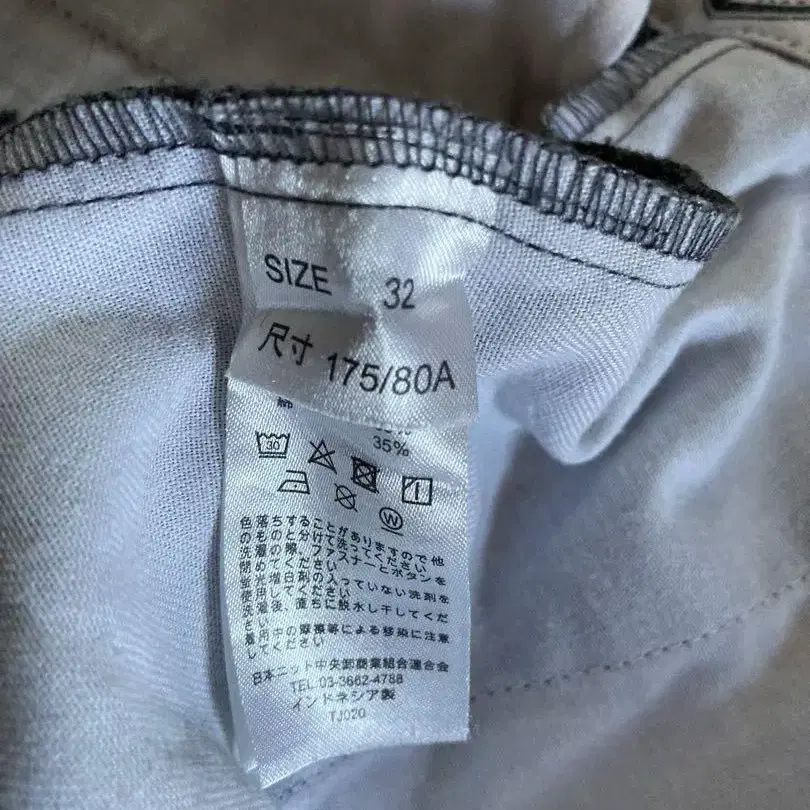 SIZE 32
尺寸 175/80A
綿
35%
30
W
色落ちすることがありますので他
のものと分けて洗ってください
洗濯の際、ファスナーとボタンを
閉めてください
蛍光増白剤の入っていない洗剤を
使用してください
洗濯後、直ちに脱水し干してくだ
さい
着用中の摩擦等による移染に注意
してください
日本ニット中央卸商業組合連合会
TEL:03-3662-4788
インドネシア製
TJ020